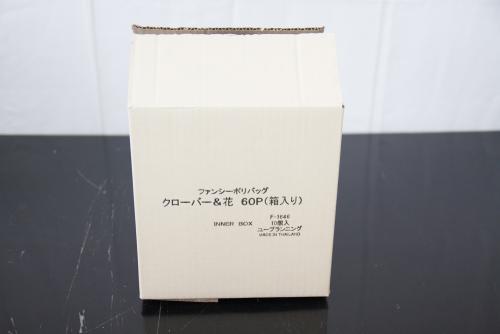 ファンシーポリバッグ
クローバー&花 60P(箱入り)
F-1646
INNER BOX 10個入
ユープランニング
MADE IN THAILAND